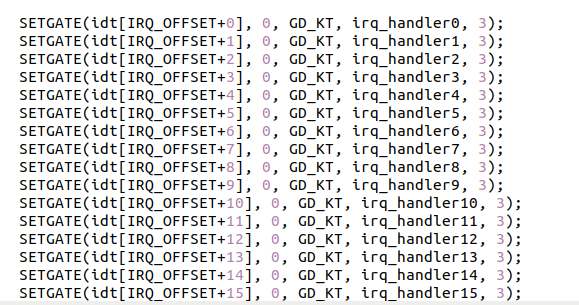 SETGATE(idt[IRQ_OFFSET+0], 0, GD_KT, irq_handler0, 3);
SETGATE(idt[IRQ_OFFSET+1], 0, GD_KT, irq_handler1, 3);
SETGATE(idt[IRQ_OFFSET+2], 0, GD_KT, irq_handler2, 3);
SETGATE(idt[IRQ_OFFSET+3], 0, GD_KT, irq_handler3, 3);
SETGATE(idt[IRQ_OFFSET+4], 0, GD_KT, irq_handler4, 3);
SETGATE(idt[IRQ_OFFSET+5], 0, GD_KT, irq_handler5, 3);
SETGATE(idt[IRQ_OFFSET+6], 0, GD_KT, irq_handler6, 3);
SETGATE(idt[IRQ_OFFSET+7], 0, GD_KT, irq_handler7, 3);
SETGATE(idt[IRQ_OFFSET+8], 0, GD_KT, irq_handler8, 3);
SETGATE(idt[IRQ_OFFSET+9], 0, GD_KT, irq_handler9, 3);
SETGATE(idt[IRQ_OFFSET+10], 0, GD_KT, irq_handler10, 3);
SETGATE(idt[IRQ_OFFSET+11], 0, GD_KT, irq_handler11, 3);
SETGATE(idt[IRQ_OFFSET+12], 0, GD_KT, irq_handler12, 3);
SETGATE(idt[IRQ_OFFSET+13], 0, GD_KT, irq_handler13, 3);
SETGATE(idt[IRQ_OFFSET+14], 0, GD_KT, irq_handler14, 3);
SETGATE(idt[IRQ_OFFSET+15], 0, GD_KT, irq_handler15, 3);